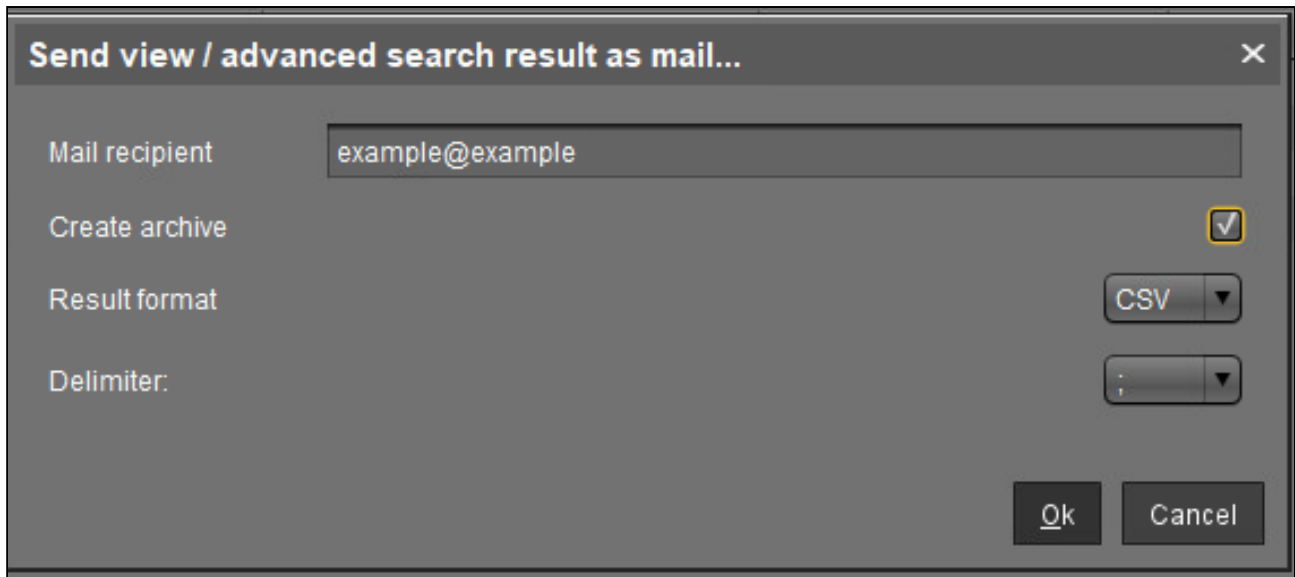 Send view / advanced search result as mail...
Mail recipient example@example
Create archive
Result format CSV
Delimiter: ;
Ok Cancel